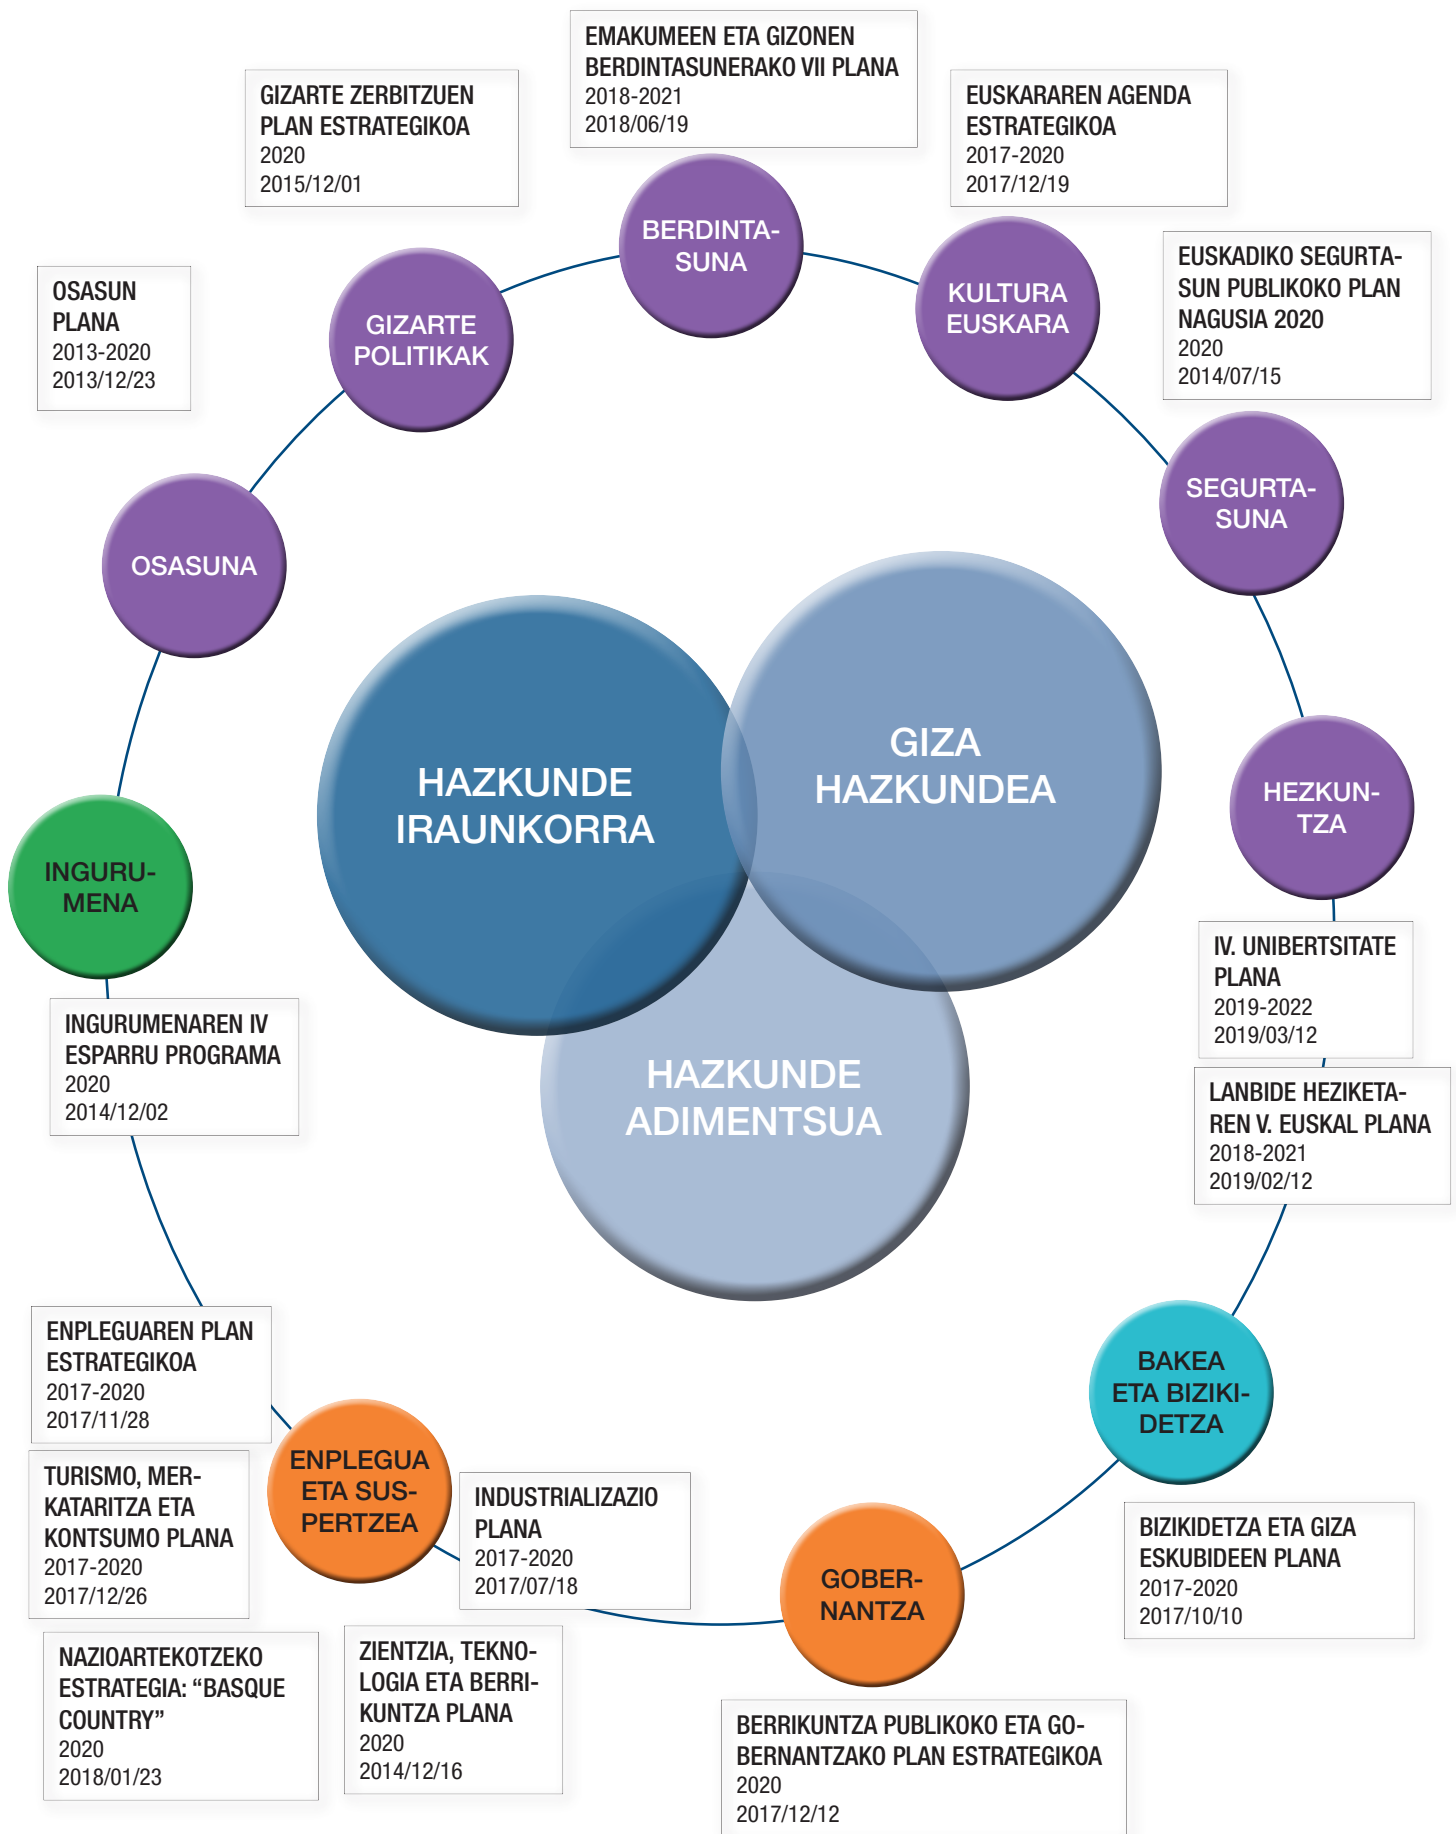 EMAKUMEEN ETA GIZONEN
BERDINTASUNERAKO VII PLANA
2018-2021
2018/06/19
GIZARTE ZERBITZUEN
PLAN ESTRATEGIKOA
2020
2015/12/01
EUSKARAREN AGENDA
ESTRATEGIKOA
2017-2020
2017/12/19
BERDINTA-
SUNA
EUSKADIKO SEGURTA-
SUN PUBLIKOKO PLAN
NAGUSIA 2020
2020
2014/07/15
OSASUN
PLANA
2013-2020
2013/12/23
GIZARTE
POLITIKAK
KULTURA
EUSKARA
SEGURTA-
SUNA
OSASUNA
GIZA
HAZKUNDEA
HAZKUNDE
IRAUNKORRA
HEZKUN-
TZA
INGURU-
MENA
IV. UNIBERTSITATE
PLANA
2019-2022
2019/03/12
INGURUMENAREN IV
ESPARRU PROGRAMA
2020
2014/12/02
HAZKUNDE
ADIMENTSUA
LANBIDE HEZIKETA-
REN V. EUSKAL PLANA
2018-2021
2019/02/12
ENPLEGUAREN PLAN
ESTRATEGIKOA
2017-2020
2017/11/28
BAKEA
ETA BIZIKI-
DETZA
ENPLEGUA
ETA SUS-
PERTZEA
TURISMO, MER-
KATARITZA ETA
KONTSUMO PLANA
2017-2020
2017/12/26
INDUSTRIALIZAZIO
PLANA
2017-2020
2017/07/18
GOBER-
NANTZA
BIZIKIDETZA ETA GIZA
ESKUBIDEEN PLANA
2017-2020
2017/10/10
NAZIOARTEKOTZEKO
ESTRATEGIA: “BASQUE
COUNTRY”
2020
2018/01/23
ZIENTZIA, TEKNO-
LOGIA ETA BERRI-
KUNTZA PLANA
2020
2014/12/16
BERRIKUNTZA PUBLIKOKO ETA GO-
BERNANTZAKO PLAN ESTRATEGIKOA
2020
2017/12/12